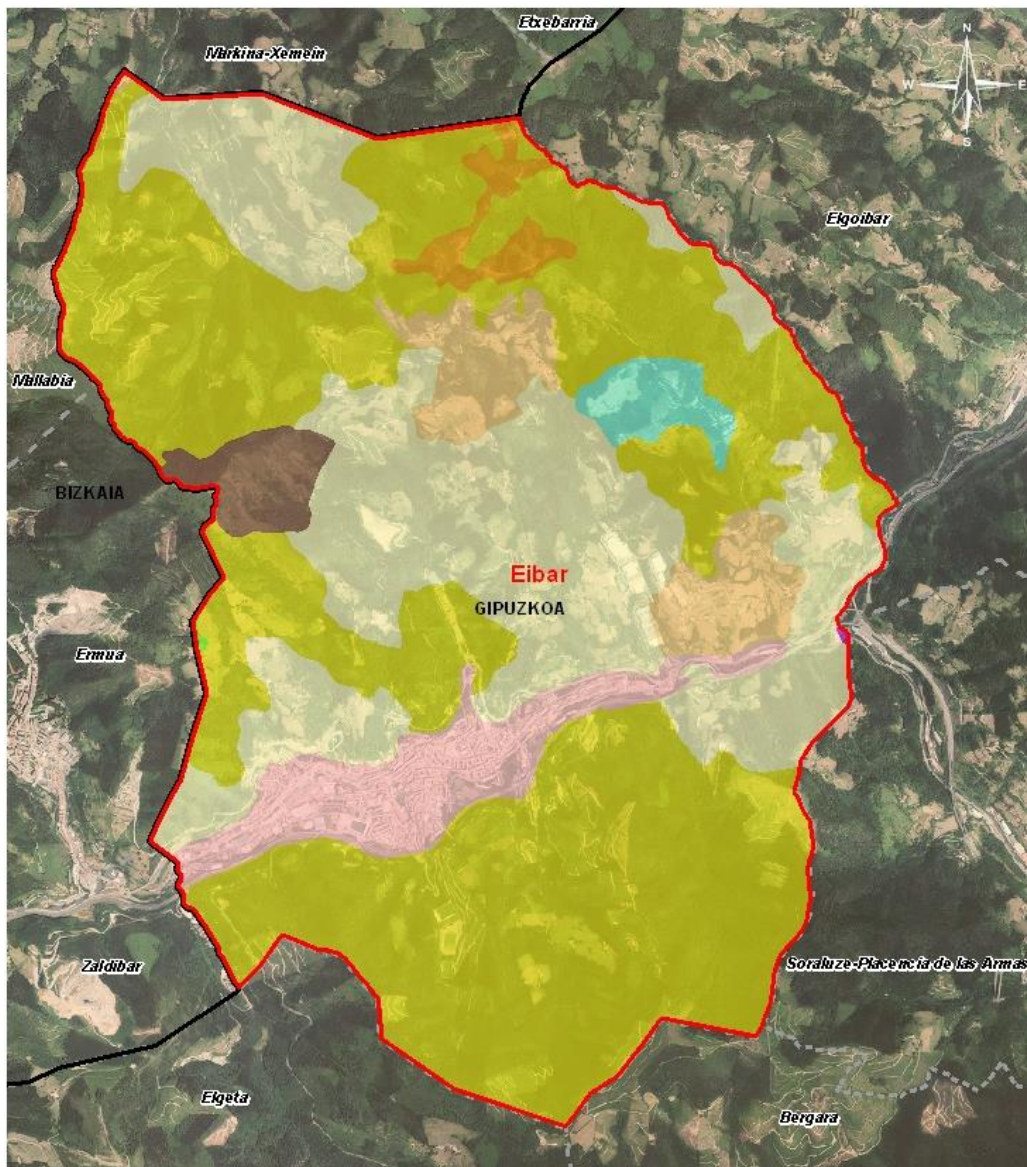 Etxebarria
Markina-Xemein
N
W
E
S
Elgoibar
Mallabia
BIZKAIA
Eibar
GIPUZKOA
Ermua
Zaldibar
Soraluze-Placencia de las Armas
Elgeta
Bergara